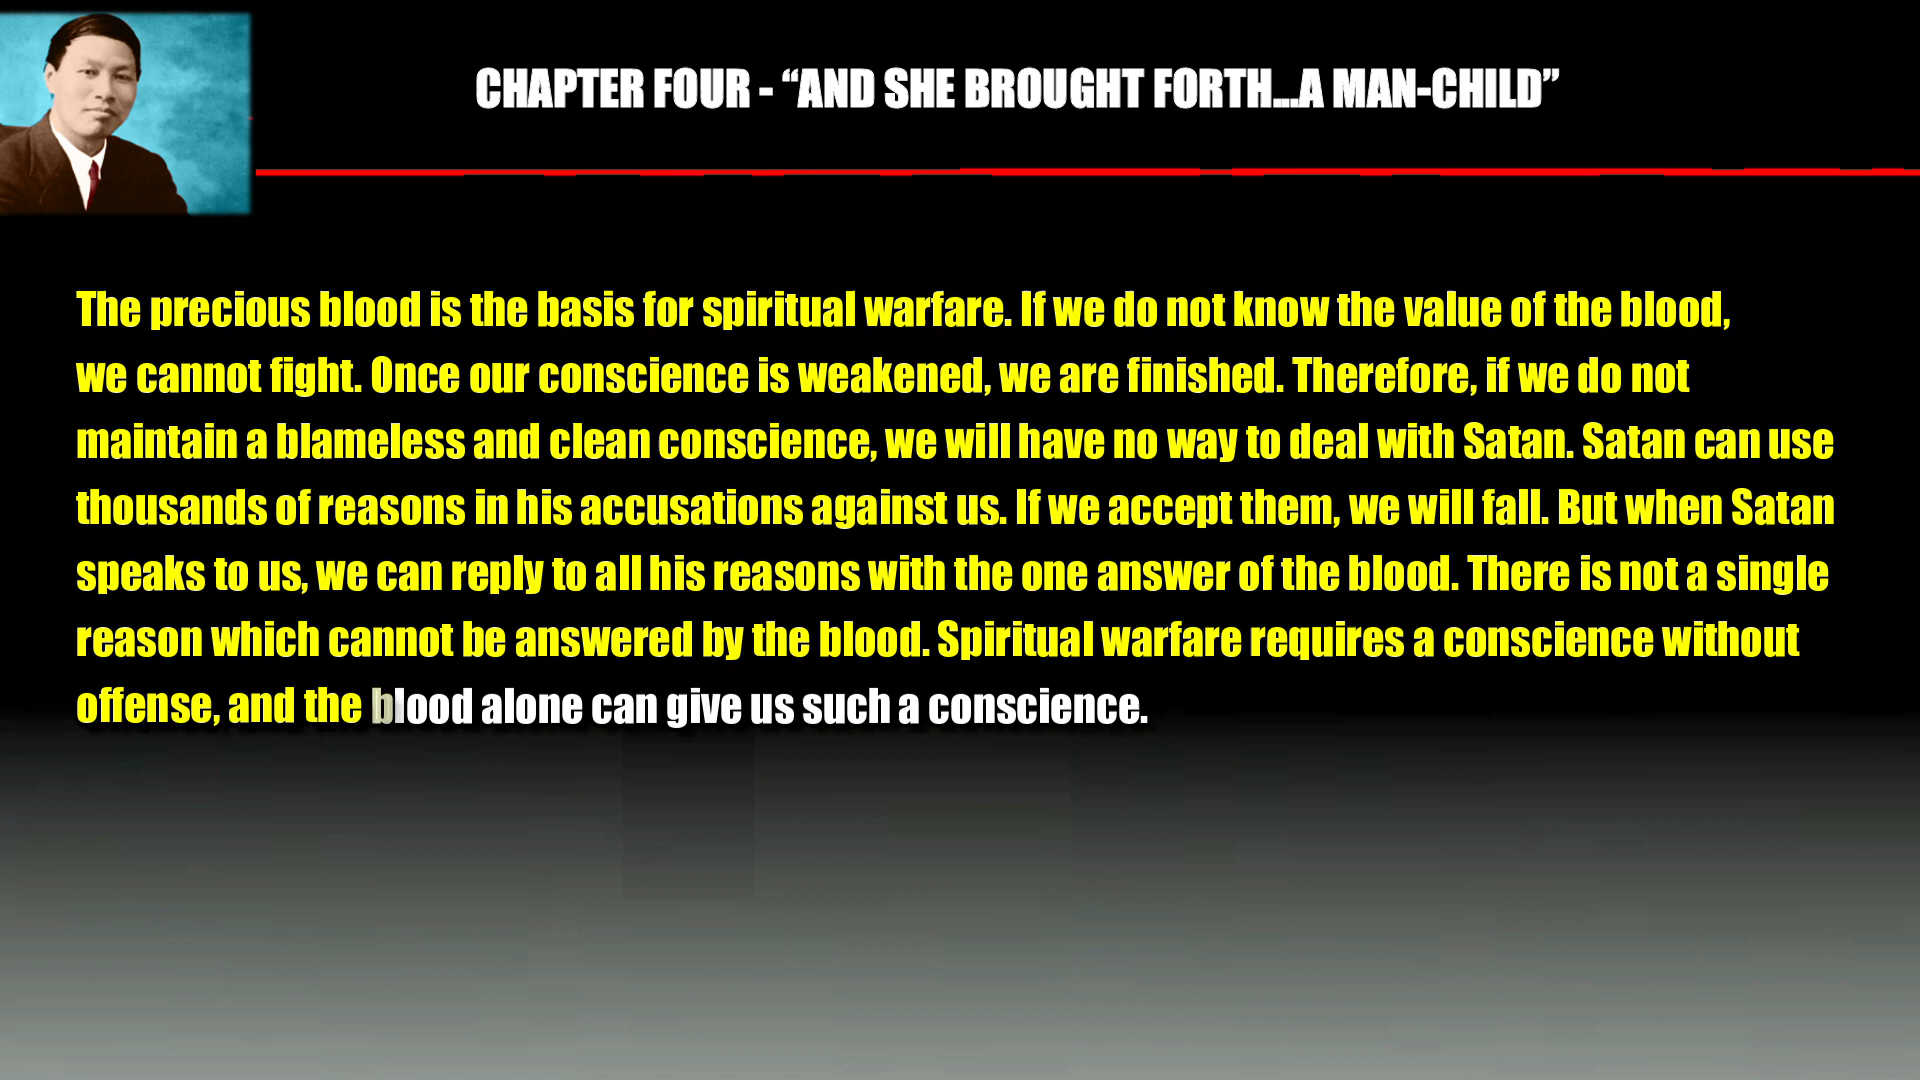 CHAPTER FOUR - “AND SHE BROUGHT FORTH...A MAN-CHILD”
The precious blood is the basis for spiritual warfare. If we do not know the value of the blood,
we cannot fight. Once our conscience is weakened, we are finished. Therefore, if we do not
maintain a blameless and clean conscience, we will have no way to deal with Satan. Satan can use
thousands of reasons in his accusations against us. If we accept them, we will fall. But when Satan
speaks to us, we can reply to all his reasons with the one answer of the blood. There is not a single
reason which cannot be answered by the blood. Spiritual warfare requires a conscience without
offense, and the blood alone can give us such a conscience.